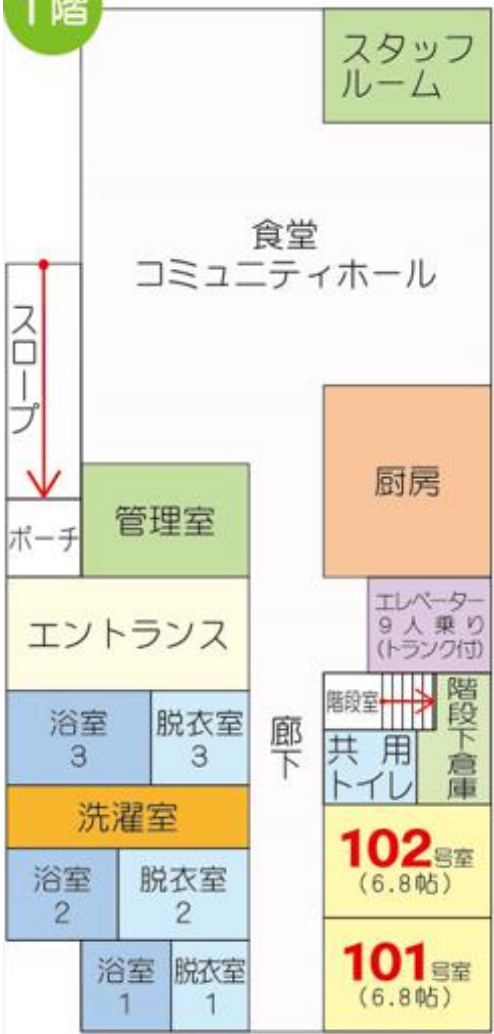 1階
スタッフ
ルーム
食堂
コミュニティホール
スロープ
厨房
管理室
ポーチ
エレベーター
9人乗り
(トランク付)
エントランス
階段室
階段下倉庫
浴室
3
脱衣室
3
廊下
共用
トイレ
洗濯室
102号室
(6.8帖)
浴室
2
脱衣室
2
101号室
(6.8帖)
浴室
1
脱衣室
1